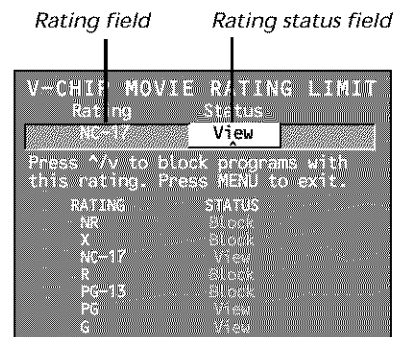 Rating field Rating status field
V-CHIP MOVIE RATING LIMIT
Rating Status
NC-17 View
^
Press ^/v to block programs with
this rating. Press MENU to exit.
RATING STATUS
NR Block
X Block
NC-17 View
R Block
PG-13 Block
PG View
G View